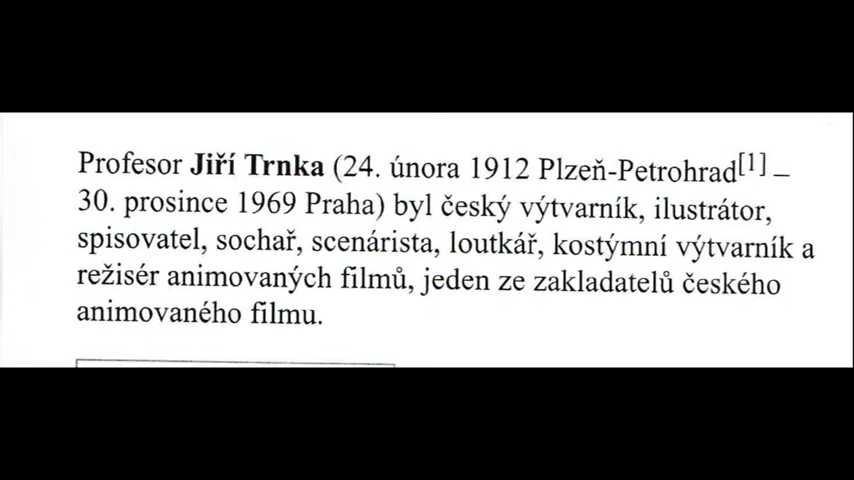 Profesor Jiří Trnka (24. února 1912 Plzeň-Petrohrad[1] –
30. prosince 1969 Praha) byl český výtvarník, ilustrátor,
spisovatel, sochař, scenárista, loutkář, kostýmní výtvarník a
režisér animovaných filmů, jeden ze zakladatelů českého
animovaného filmu.